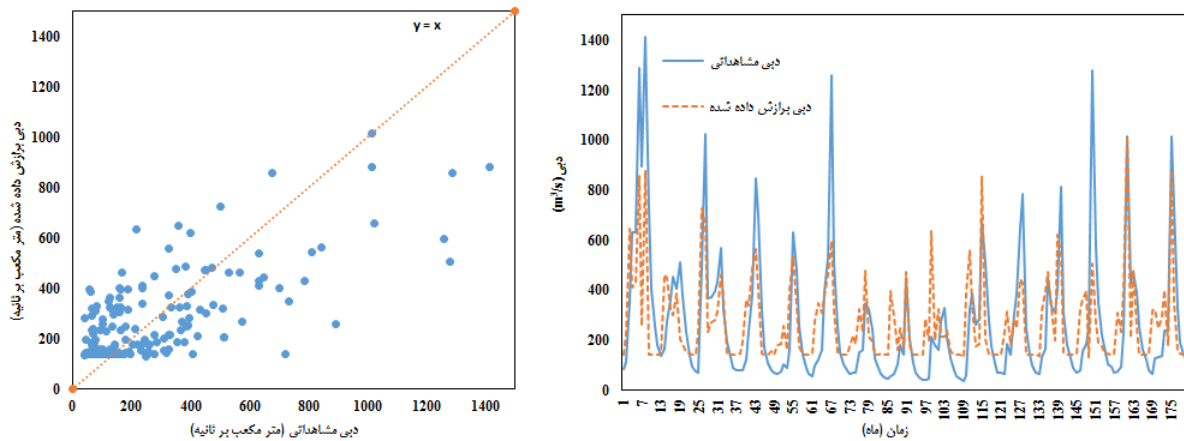 y = x
1400
1200
1000
800
600
400
200
0
0 200 400 600 800 1000 1200 1400
دبی برازش داده شده (متر مکعب بر ثانیه)
دبی مشاهداتی (متر مکعب بر ثانیه)
دبی مشاهداتی
دبی برازش داده شده
1400
1200
1000
800
600
400
200
0
دبی (m³/s)
1 7 13 19 25 31 37 43 49 55 61 67 73 79 85 91 97 103 109 115 121 127 133 139 145 151 157 163 169 175
زمان (ماه)